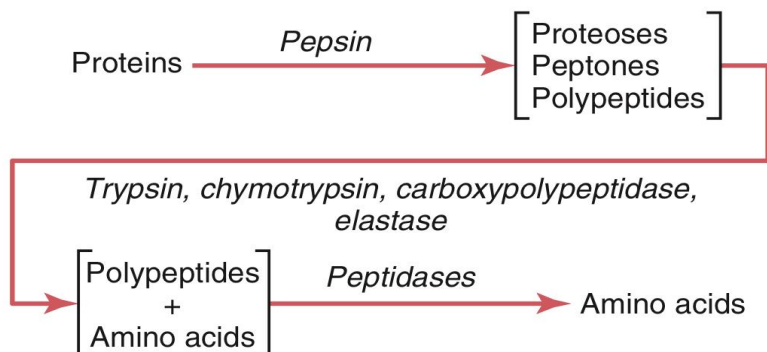 Proteins
Pepsin
Proteoses
Peptones
Polypeptides
Trypsin, chymotrypsin, carboxypolypeptidase,
elastase
Polypeptides
+
Amino acids
Peptidases
Amino acids